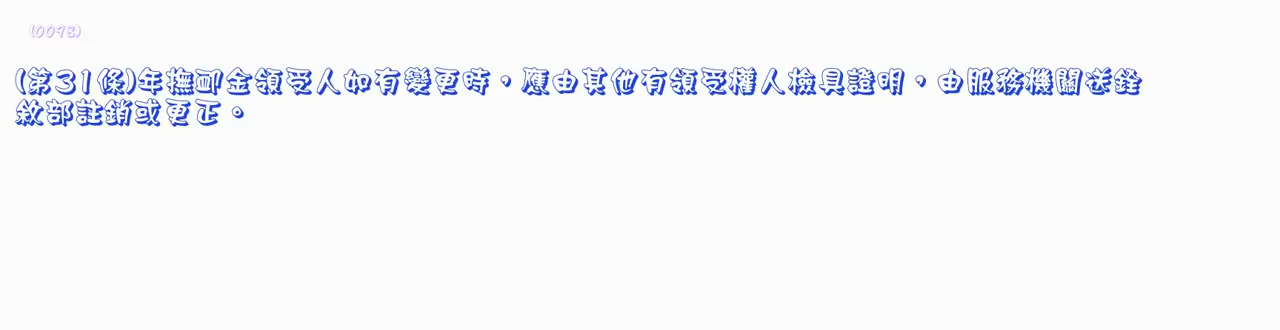 (0098)
(第31條)年撫卹金領受人如有變更時，應由其他有領受權人檢具證明，由服務機關送銓
敘部註銷或更正。